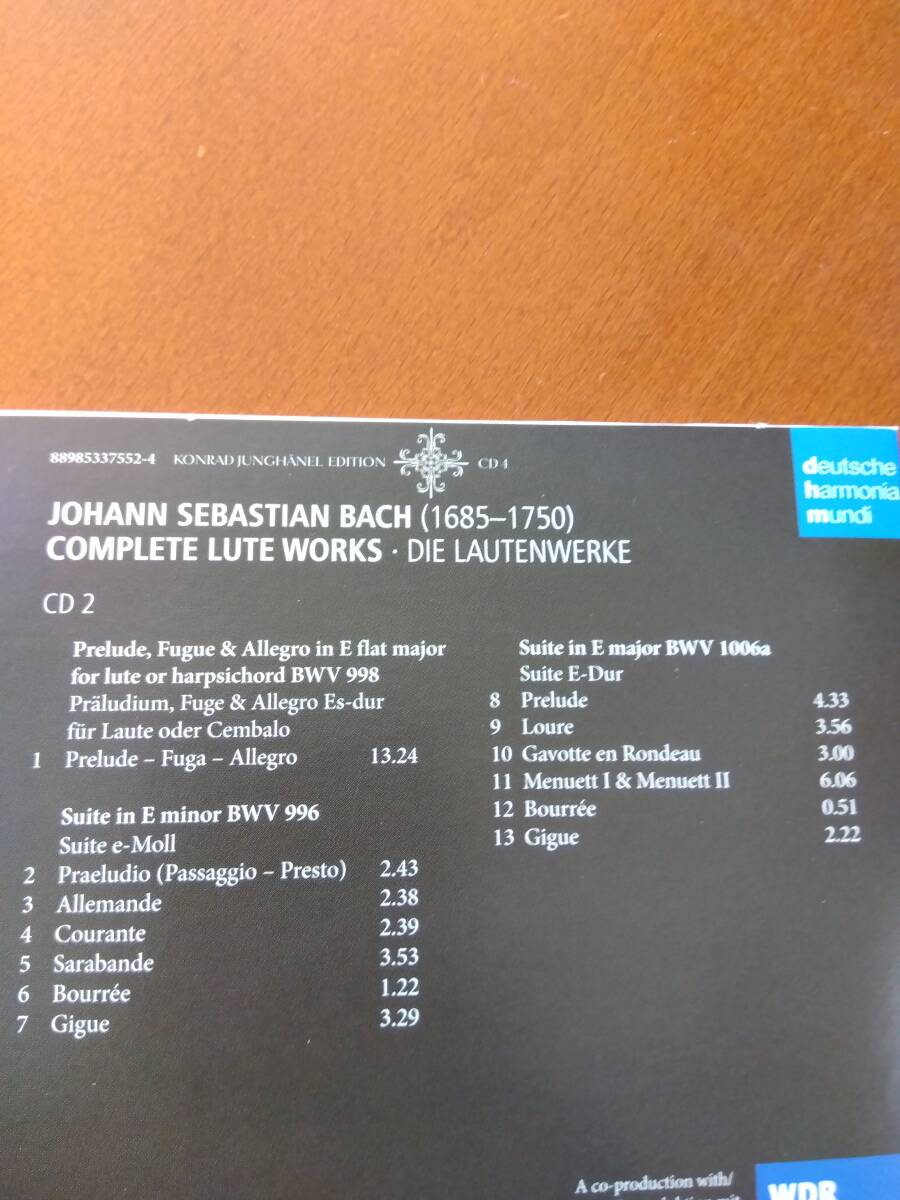 88985337552-4 KONRAD JUNGHÄNEL EDITION CD 4
deutsche
harmonia
mundi
JOHANN SEBASTIAN BACH (1685–1750)
COMPLETE LUTE WORKS · DIE LAUTENWERKE
CD 2
Prelude, Fugue & Allegro in E flat major
for lute or harpsichord BWV 998
Präludium, Fuge & Allegro Es-dur
für Laute oder Cembalo
1 Prelude – Fuga – Allegro 13.24
Suite in E minor BWV 996
Suite e-Moll
2 Praeludio (Passaggio – Presto) 2.43
3 Allemande 2.38
4 Courante 2.39
5 Sarabande 3.53
6 Bourrée 1.22
7 Gigue 3.29
Suite in E major BWV 1006a
Suite E-Dur
8 Prelude 4.33
9 Loure 3.56
10 Gavotte en Rondeau 3.00
11 Menuett I & Menuett II 6.06
12 Bourrée 0.51
13 Gigue 2.22
A co-production with/
WDR